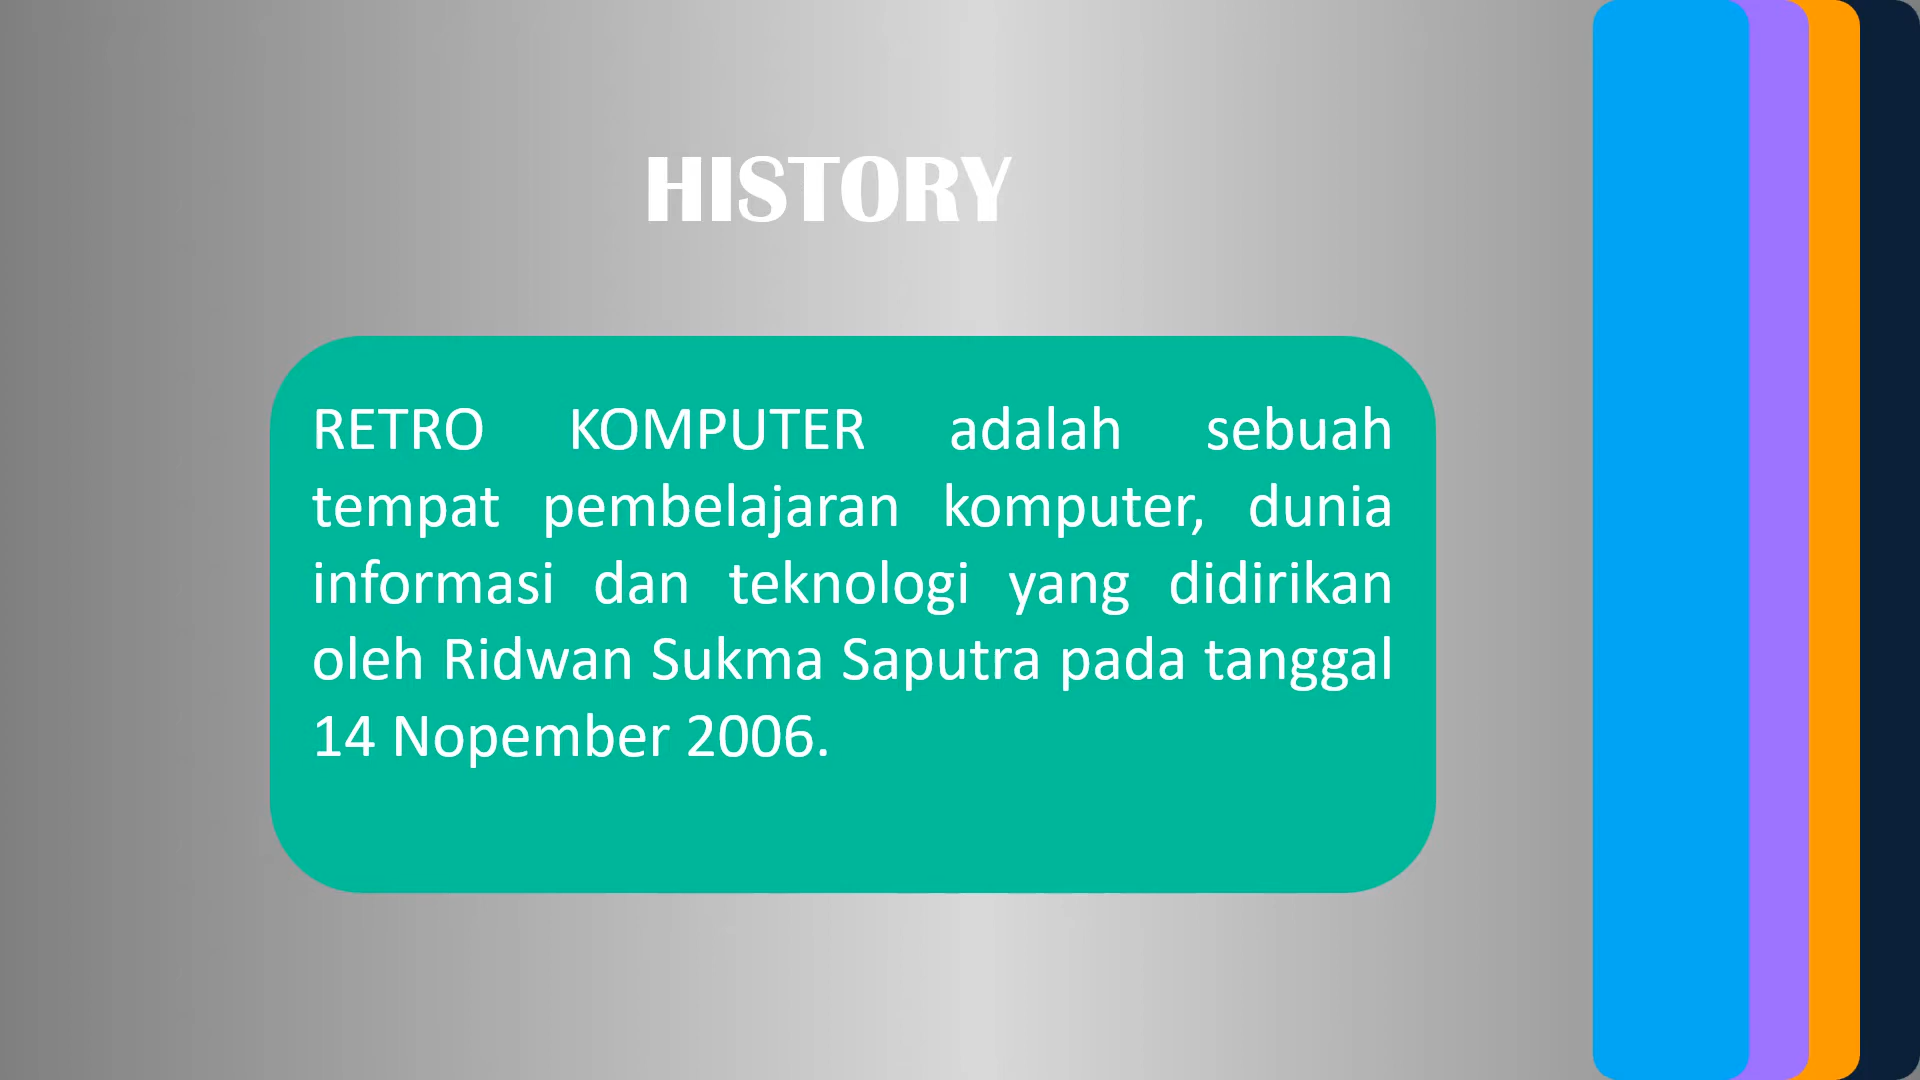 HISTORY
RETRO KOMPUTER adalah sebuah
tempat pembelajaran komputer, dunia
informasi dan teknologi yang didirikan
oleh Ridwan Sukma Saputra pada tanggal
14 Nopember 2006.